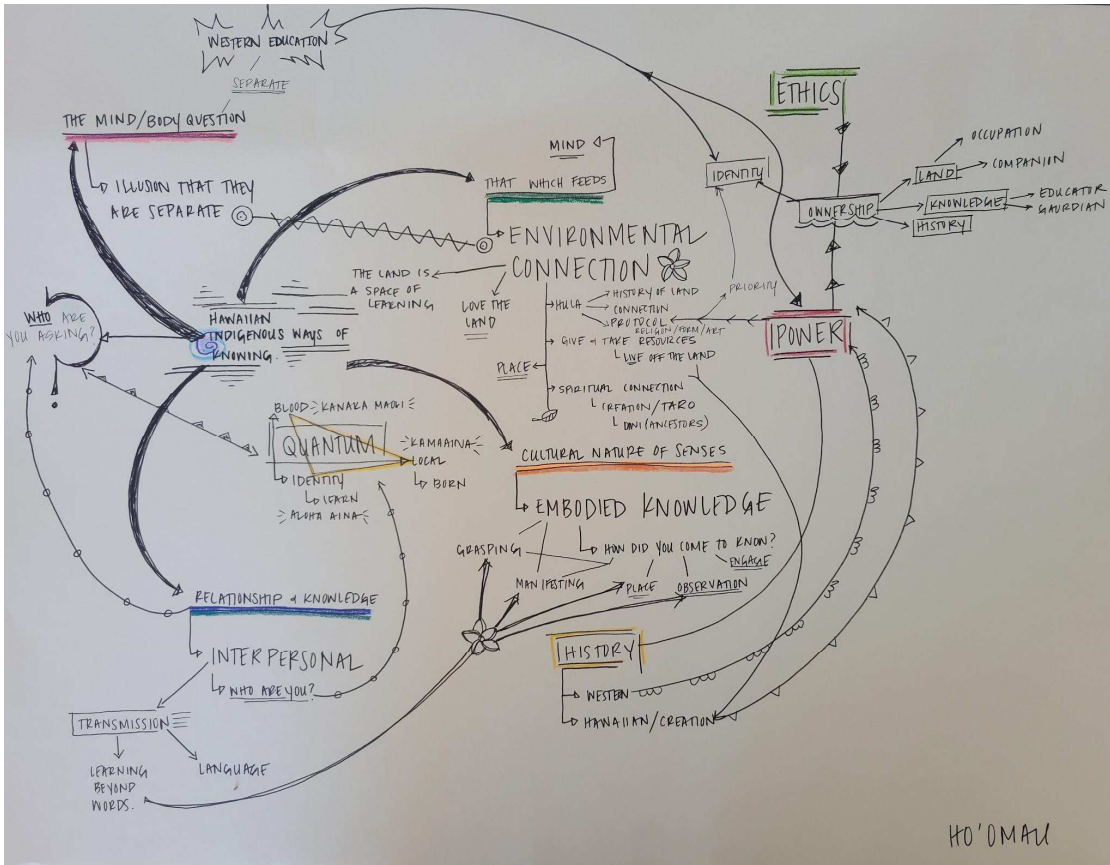 WESTERN EDUCATION
SEPARATE
THE MIND/BODY QUESTION
ILLUSION THAT THEY
ARE SEPARATE
MIND
THAT WHICH FEEDS
ENVIRONMENTAL
CONNECTION
THE LAND IS
A SPACE OF
LEARNING
LOVE THE
LAND
HULA
HISTORY OF LAND
CONNECTION
PROTOCOL
RELIGION/FORM/ART
GIVE & TAKE RESOURCES
LIVE OFF THE LAND
PLACE
SPIRITUAL CONNECTION
CREATION/TARO
(ANCESTORS)
ETHICS
IDENTITY
OWNERSHIP
LAND
OCCUPATION
COMPANION
KNOWLEDGE
EDUCATOR
GAURDIAN
HISTORY
PRIORITY
POWER
WHO ARE
YOU ASKING?
HAWAIIAN
INDIGENOUS WAYS OF
KNOWING.
BLOOD
KANAKA MAOLI
QUANTUM
KAMAAINA
LOCAL
BORN
IDENTITY
LEARN
ALOHA AINA
CULTURAL NATURE OF SENSES
EMBODIED KNOWLEDGE
GRASPING
MANIFESTING
HOW DID YOU COME TO KNOW?
ENGAGE
PLACE
OBSERVATION
RELATIONSHIP & KNOWLEDGE
INTERPERSONAL
WHO ARE YOU?
TRANSMISSION
LEARNING
BEYOND
WORDS.
LANGUAGE
HISTORY
WESTERN
HAWAIIAN/CREATION
HO'OMAU